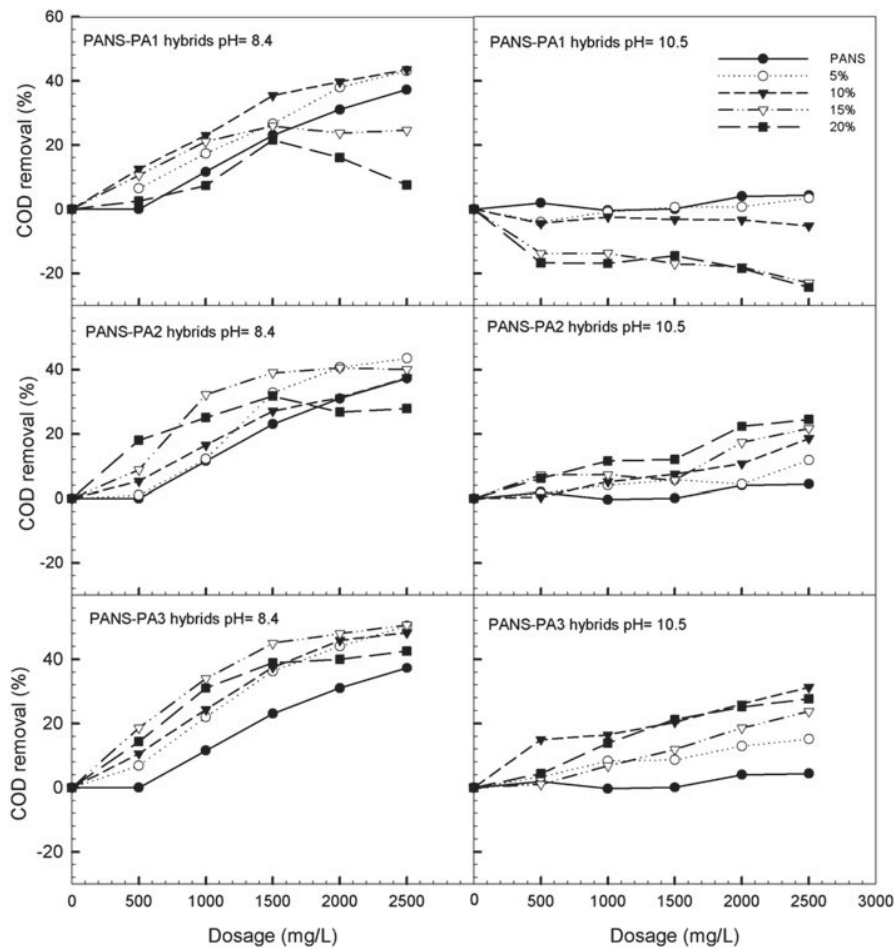 60
40
20
0
-20
COD removal (%)
PANS-PA1 hybrids pH= 8.4
PANS-PA1 hybrids pH= 10.5
PANS
5%
10%
15%
20%
40
20
0
-20
COD removal (%)
PANS-PA2 hybrids pH= 8.4
PANS-PA2 hybrids pH= 10.5
40
20
0
-20
COD removal (%)
PANS-PA3 hybrids pH= 8.4
PANS-PA3 hybrids pH= 10.5
0 500 1000 1500 2000 2500 0 500 1000 1500 2000 2500 3000
Dosage (mg/L) Dosage (mg/L)